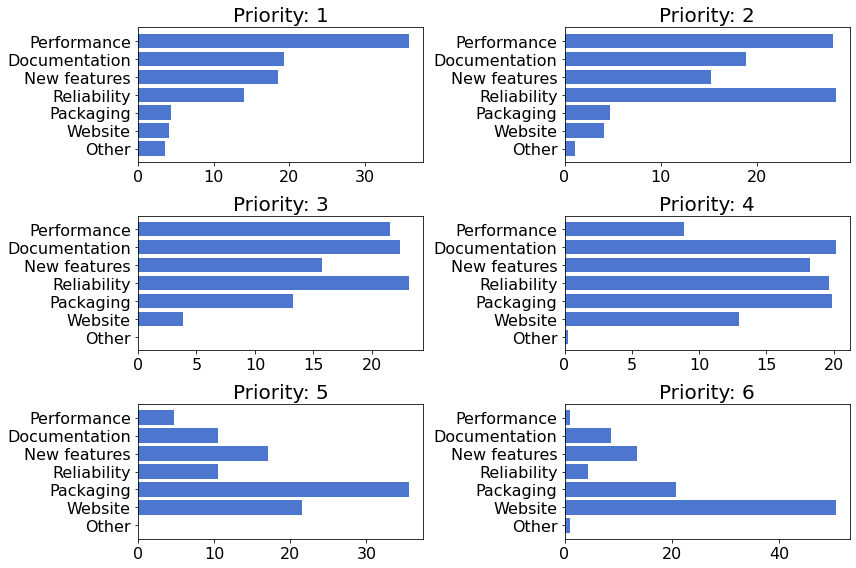 Priority: 1
Performance
Documentation
New features
Reliability
Packaging
Website
Other
0 10 20 30
Priority: 2
Performance
Documentation
New features
Reliability
Packaging
Website
Other
0 10 20
Priority: 3
Performance
Documentation
New features
Reliability
Packaging
Website
Other
0 5 10 15 20
Priority: 4
Performance
Documentation
New features
Reliability
Packaging
Website
Other
0 5 10 15 20
Priority: 5
Performance
Documentation
New features
Reliability
Packaging
Website
Other
0 10 20 30
Priority: 6
Performance
Documentation
New features
Reliability
Packaging
Website
Other
0 20 40